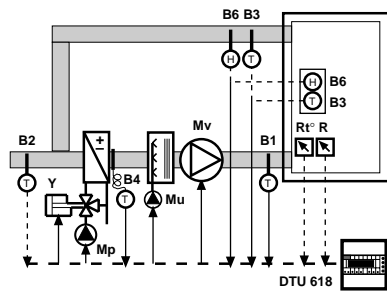 B6 B3
H T
H B6
T B3
Rt° R
B2 Mv B1
+
−
T B4 T
Y T Mu
Mp
DTU 618